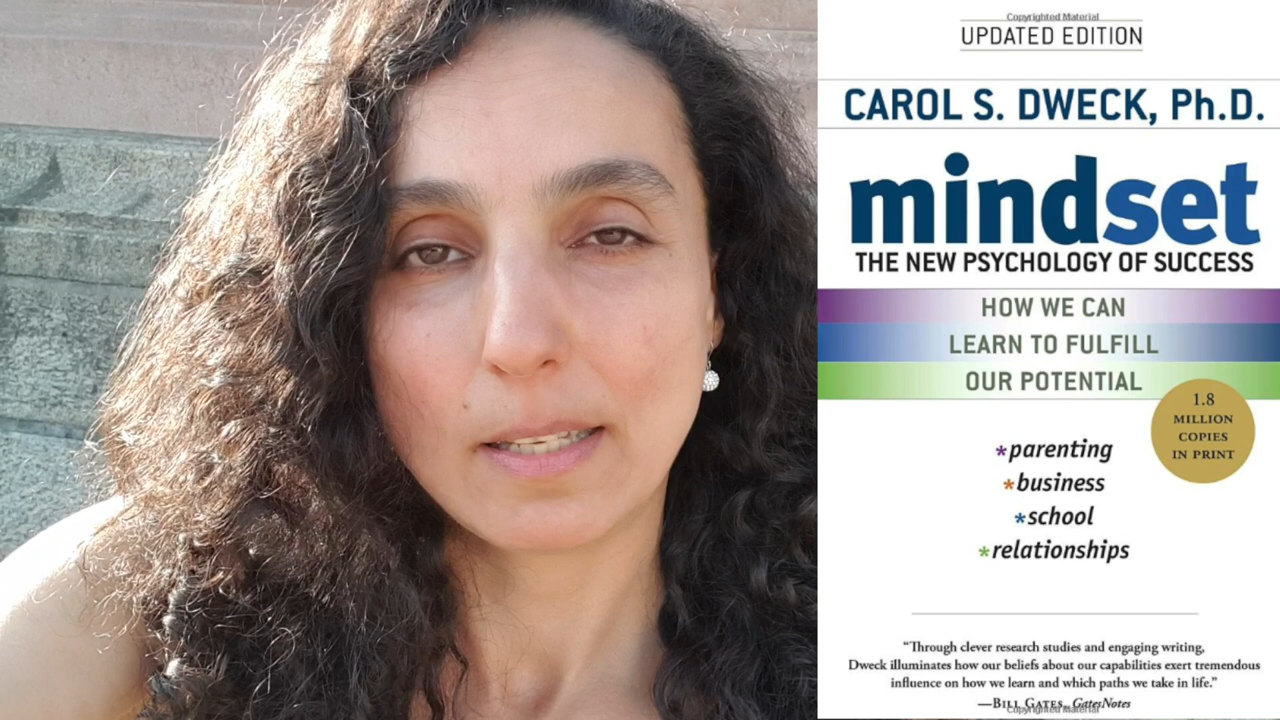 Copyrighted Material
UPDATED EDITION
CAROL S. DWECK, Ph.D.
mindset
THE NEW PSYCHOLOGY OF SUCCESS
HOW WE CAN
LEARN TO FULFILL
OUR POTENTIAL
1.8
MILLION
COPIES
IN PRINT
*parenting
*business
*school
*relationships
“Through clever research studies and engaging writing,
Dweck illuminates how our beliefs about our capabilities exert tremendous
influence on how we learn and which paths we take in life.”
—BILL GATES, GatesNotes
Copyrighted Material